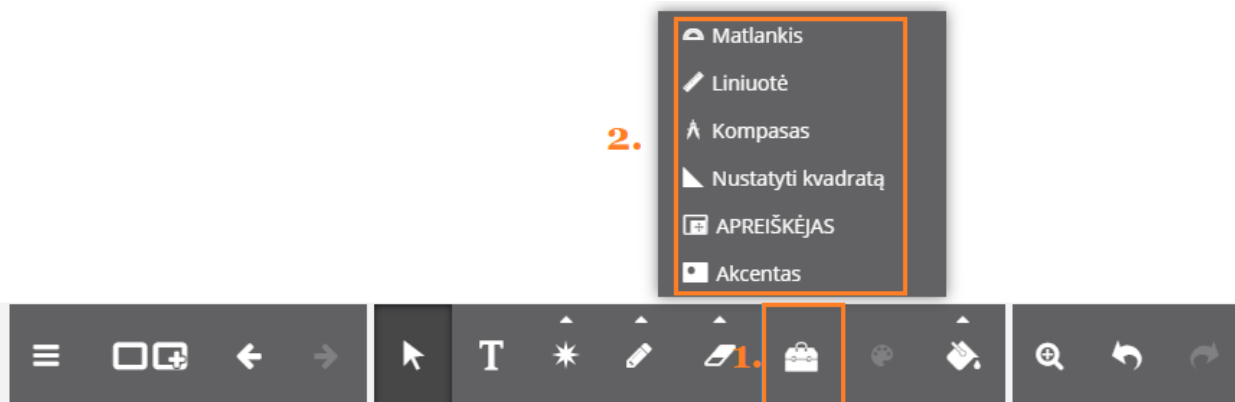 Matlankis
Liniuotė
2.
Kompasas
Nustatyti kvadratą
APREIŠKĖJAS
Akcentas
T
1.